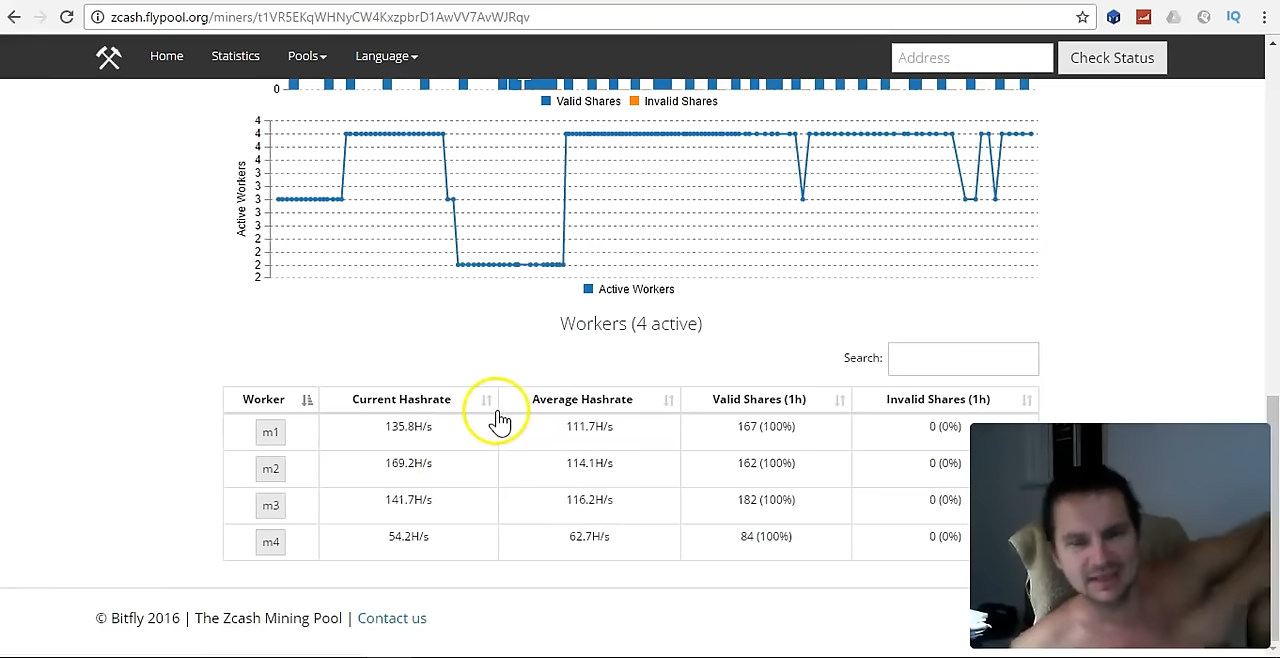 zcash.flypool.org/miners/t1VR5EKqWHNyCW4KxzpbrD1AwVV7AvWJRqv
IQ
Home Statistics Pools Language Address Check Status
0
Valid Shares Invalid Shares
4
4
4
4
3
3
3
3
3
2
2
2
2
Active Workers
Active Workers
Workers (4 active)
Search:
Worker Current Hashrate Average Hashrate Valid Shares (1h) Invalid Shares (1h)
m1 135.8H/s 111.7H/s 167 (100%) 0 (0%)
m2 169.2H/s 114.1H/s 162 (100%) 0 (0%)
m3 141.7H/s 116.2H/s 182 (100%) 0 (0%)
m4 54.2H/s 62.7H/s 84 (100%) 0 (0%)
© Bitfly 2016 | The Zcash Mining Pool | Contact us